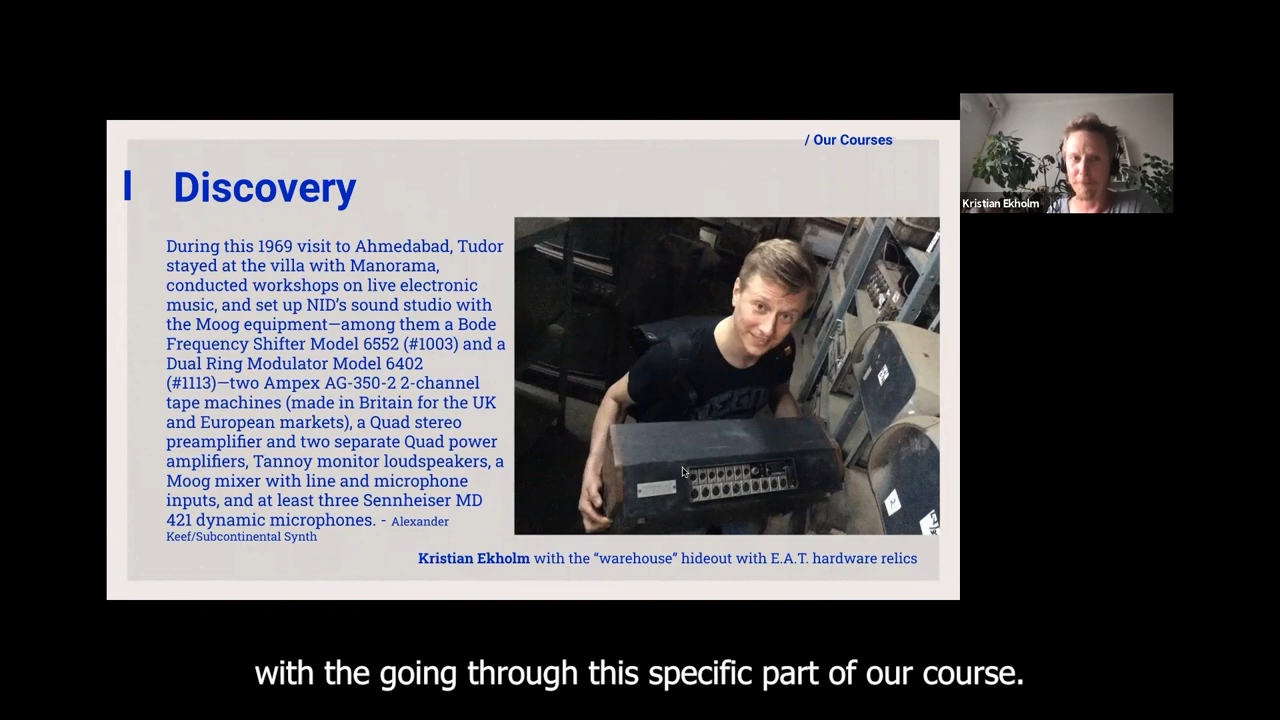 / Our Courses
Discovery
During this 1969 visit to Ahmedabad, Tudor
stayed at the villa with Manorama,
conducted workshops on live electronic
music, and set up NID’s sound studio with
the Moog equipment—among them a Bode
Frequency Shifter Model 6552 (#1003) and a
Dual Ring Modulator Model 6402
(#1113)—two Ampex AG-350-2 2-channel
tape machines (made in Britain for the UK
and European markets), a Quad stereo
preamplifier and two separate Quad power
amplifiers, Tannoy monitor loudspeakers, a
Moog mixer with line and microphone
inputs, and at least three Sennheiser MD
421 dynamic microphones. - Alexander
Keef/Subcontinental Synth
Kristian Ekholm with the “warehouse” hideout with E.A.T. hardware relics
Kristian Ekholm
with the going through this specific part of our course.